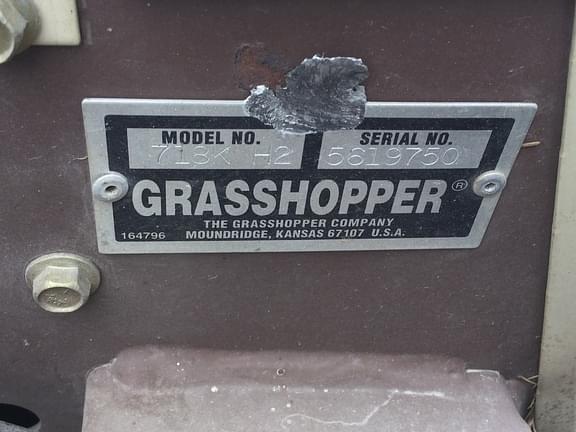 MODEL NO. SERIAL NO.
718K H2 5619750
GRASSHOPPER®
THE GRASSHOPPER COMPANY
164796 MOUNDRIDGE, KANSAS 67107 U.S.A.